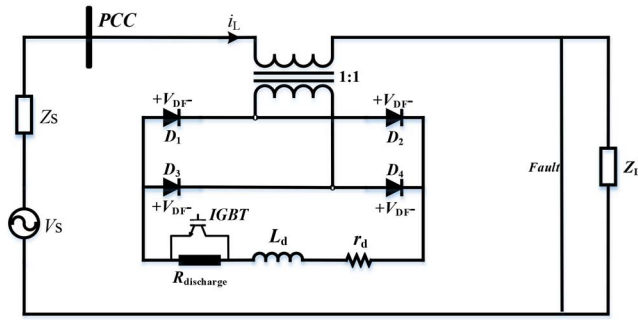 PCC
iL
1:1
+VDF-
+VDF-
D1
D2
ZS
D3
D4
Fault
ZL
+VDF-
+VDF-
IGBT
VS
Ld
rd
Rdischarge